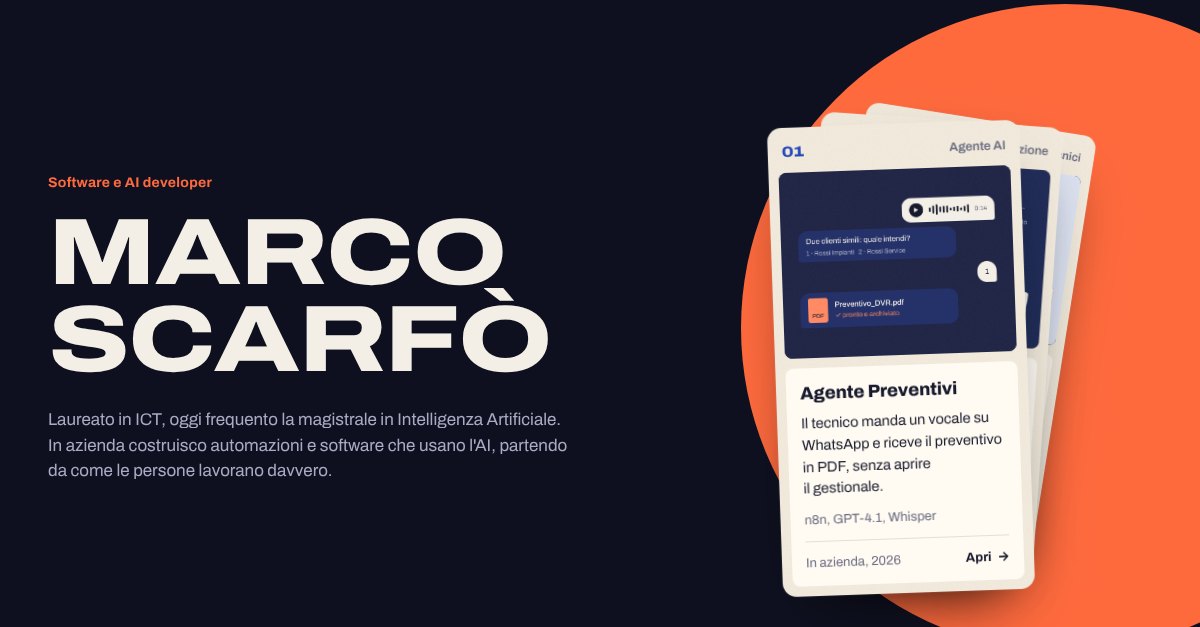 Software e AI developer
MARCO
SCARFÒ
Laureato in ICT, oggi frequento la magistrale in Intelligenza Artificiale.
In azienda costruisco automazioni e software che usano l'AI, partendo
da come le persone lavorano davvero.
01
Agente AI
zione
nici
0:14
Due clienti simili: quale intendi?
1 · Rossi Impianti 2 · Rossi Service
1
PDF
Preventivo_DVR.pdf
✓ pronto e archiviato
Agente Preventivi
Il tecnico manda un vocale su
WhatsApp e riceve il preventivo
in PDF, senza aprire
il gestionale.
n8n, GPT-4.1, Whisper
In azienda, 2026
Apri →